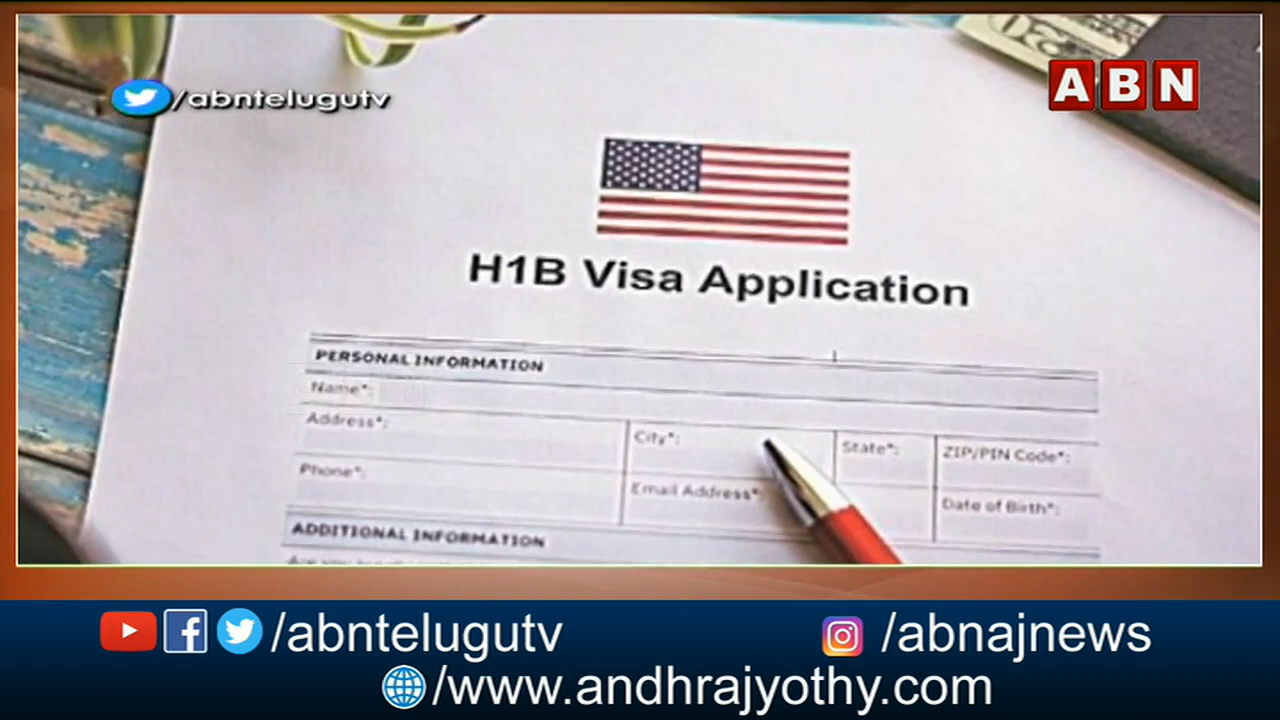 /abntelugutv
ABN
H1B Visa Application
PERSONAL INFORMATION
Name*:
Address*:
City*:
State*:
ZIP/PIN Code*:
Phone*:
Email Address*:
Date of Birth*:
ADDITIONAL INFORMATION
/abntelugutv
/abnajnews
/www.andhrajyothy.com